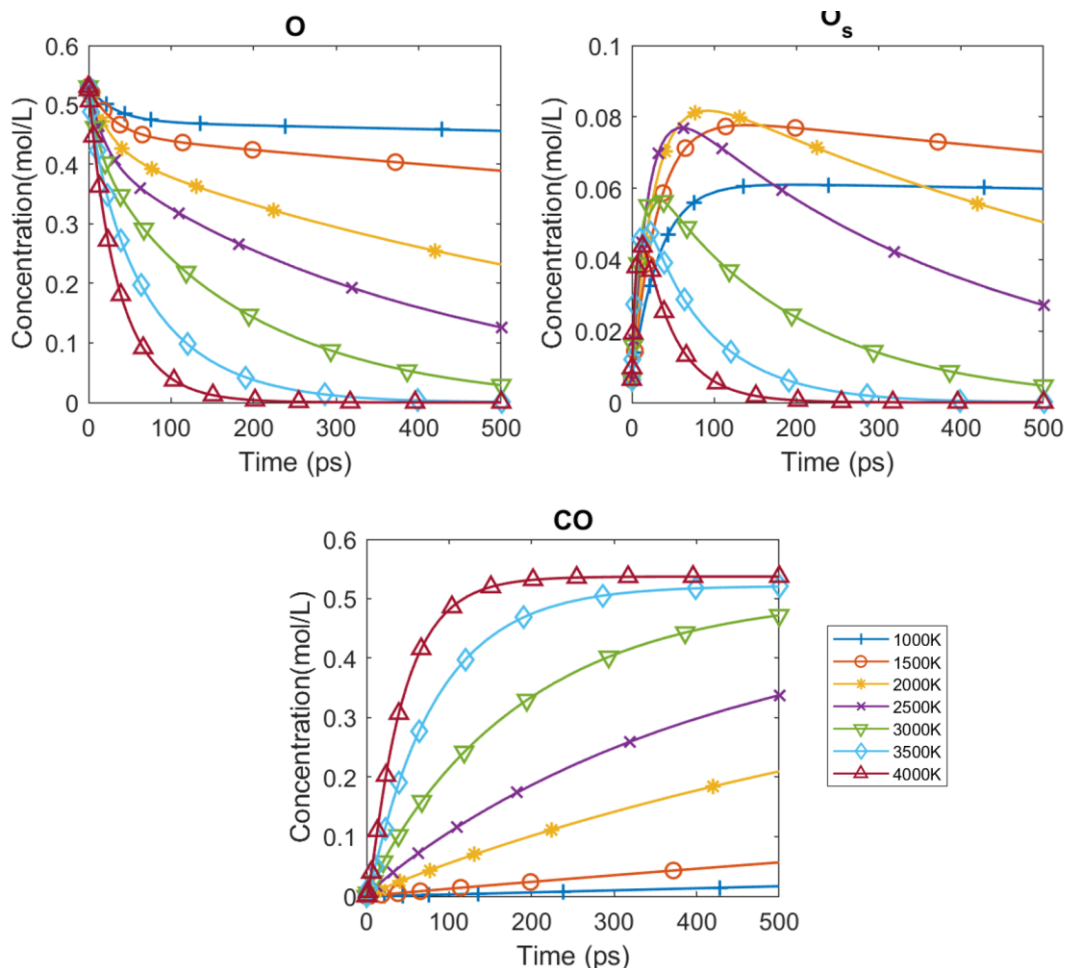 O
Concentration(mol/L)
0.6
0.5
0.4
0.3
0.2
0.1
0
0 100 200 300 400 500
Time (ps)
O_s
Concentration(mol/L)
0.1
0.08
0.06
0.04
0.02
0
0 100 200 300 400 500
Time (ps)
CO
Concentration(mol/L)
0.6
0.5
0.4
0.3
0.2
0.1
0
0 100 200 300 400 500
Time (ps)
1000K
1500K
2000K
2500K
3000K
3500K
4000K